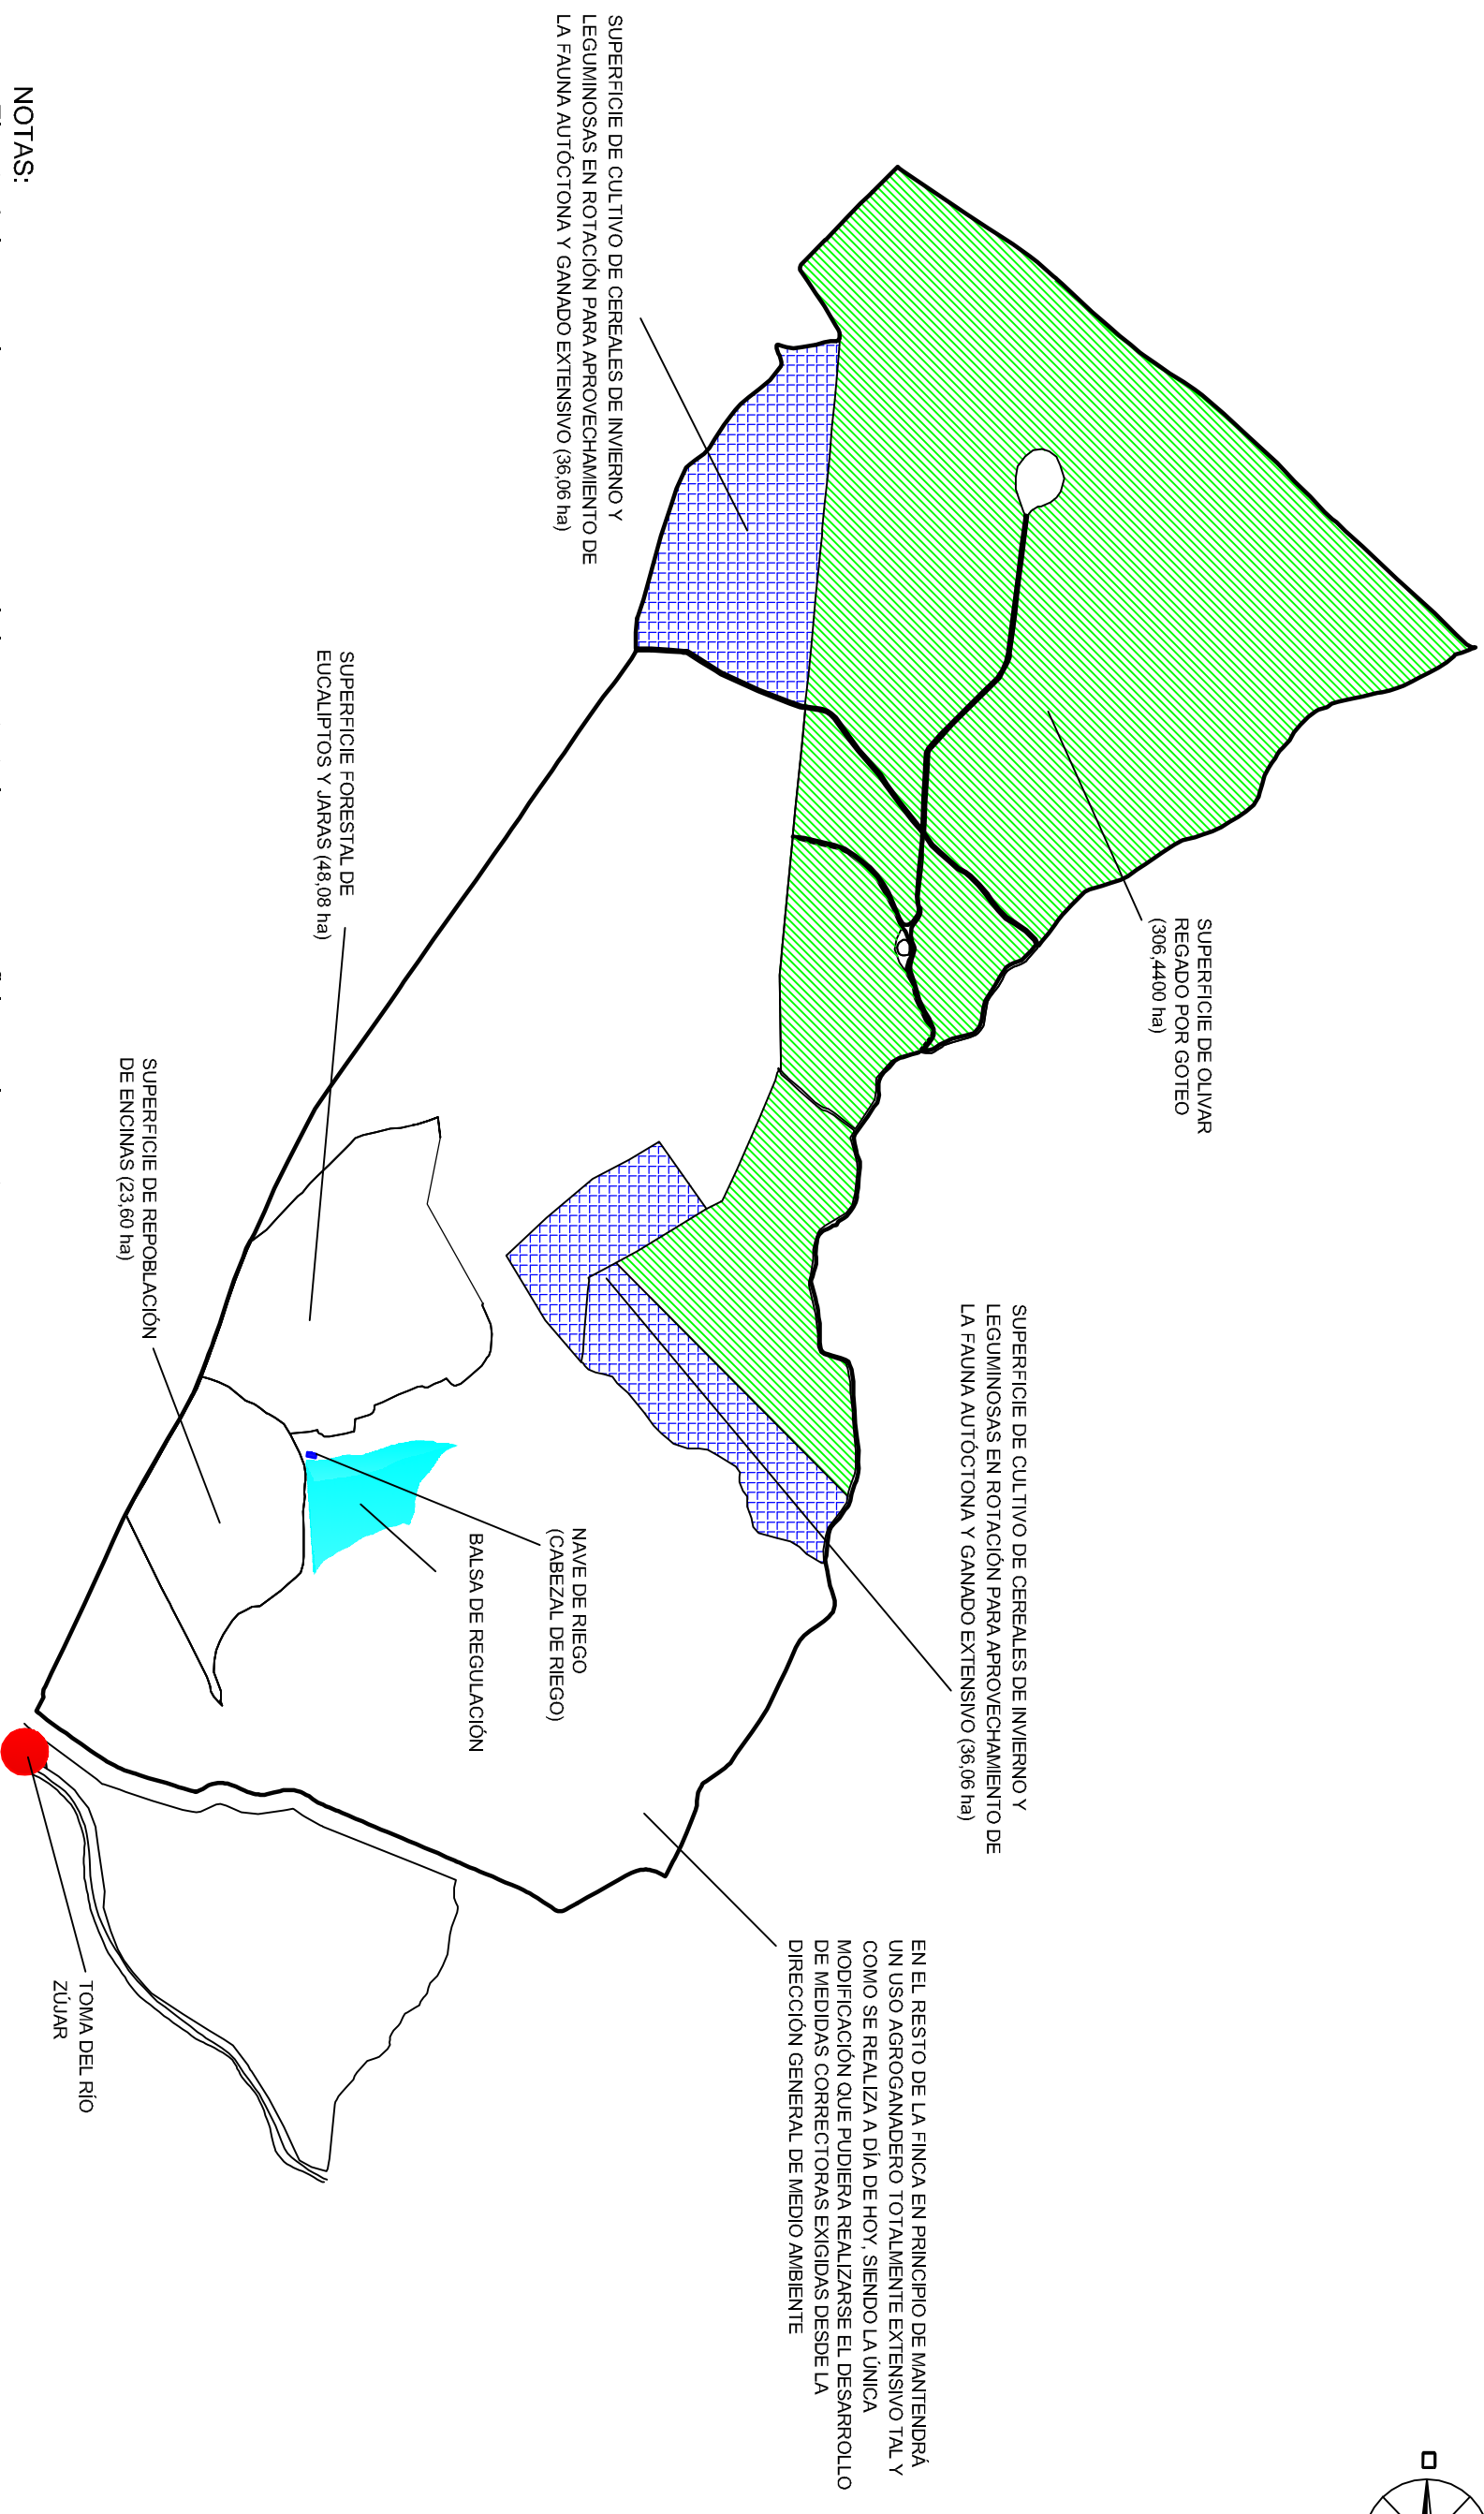 SUPERFICIE DE OLIVAR
REGADO POR GOTEO
(306,4400 ha)
SUPERFICIE DE CULTIVO DE CEREALES DE INVIERNO Y
LEGUMINOSAS EN ROTACIÓN PARA APROVECHAMIENTO DE
LA FAUNA AUTÓCTONA Y GANADO EXTENSIVO (36,06 ha)
EN EL RESTO DE LA FINCA EN PRINCIPIO DE MANTENDRÁ
UN USO AGROGANADERO TOTALMENTE EXTENSIVO TAL Y
COMO SE REALIZA A DÍA DE HOY, SIENDO LA ÚNICA
MODIFICACIÓN QUE PUDIERA REALIZARSE EL DESARROLLO
DE MEDIDAS CORRECTORAS EXIGIDAS DESDE LA
DIRECCIÓN GENERAL DE MEDIO AMBIENTE
SUPERFICIE DE CULTIVO DE CEREALES DE INVIERNO Y
LEGUMINOSAS EN ROTACIÓN PARA APROVECHAMIENTO DE
LA FAUNA AUTÓCTONA Y GANADO EXTENSIVO (36,06 ha)
NAVE DE RIEGO
(CABEZAL DE RIEGO)
BALSA DE REGULACIÓN
SUPERFICIE FORESTAL DE
EUCALIPTOS Y JARAS (48,08 ha)
SUPERFICIE DE REPOBLACIÓN
DE ENCINAS (23,60 ha)
TOMA DEL RÍO
ZÚJAR
NOTAS: